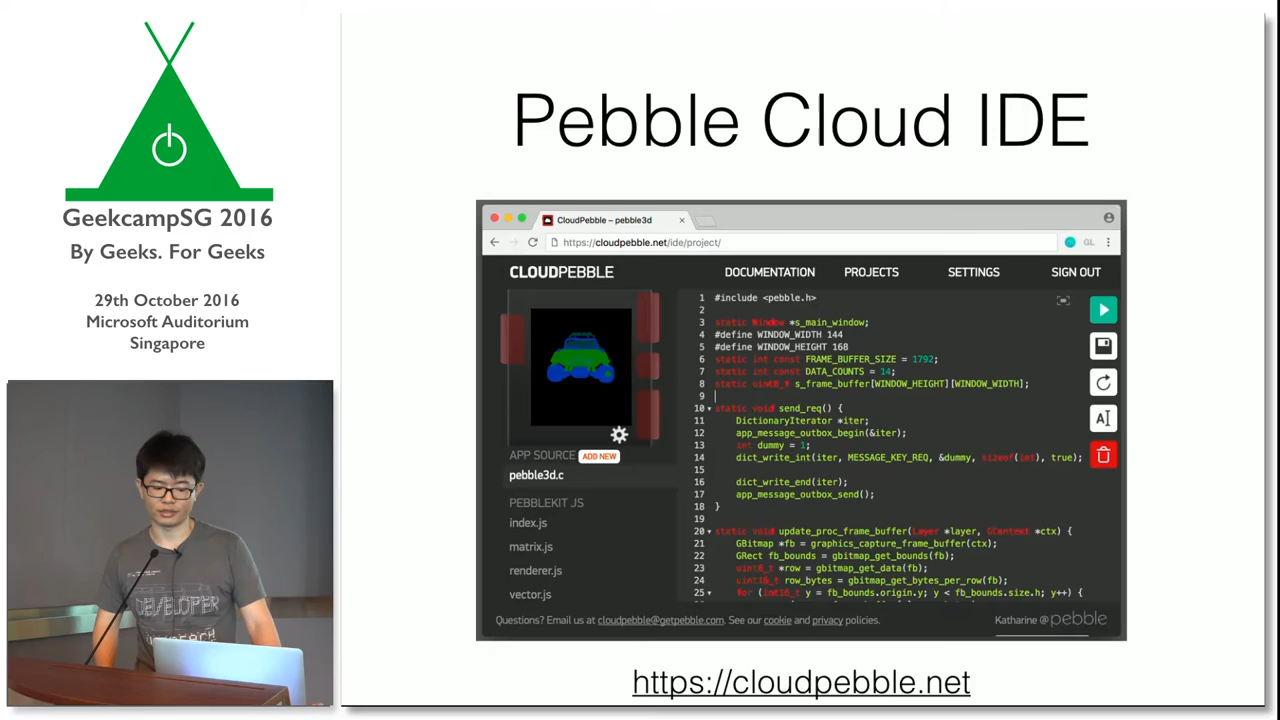 GeekcampSG 2016
By Geeks. For Geeks
29th October 2016
Microsoft Auditorium
Singapore
DEVELOPER
Pebble Cloud IDE
CloudPebble – pebble3d
https://cloudpebble.net/ide/project/
GL
CLOUDPEBBLE
DOCUMENTATION PROJECTS SETTINGS SIGN OUT
APP SOURCE ADD NEW
pebble3d.c
PEBBLEKIT JS
index.js
matrix.js
renderer.js
vector.js
1 #include <pebble.h>
2
3 static Window *s_main_window;
4 #define WINDOW_WIDTH 144
5 #define WINDOW_HEIGHT 168
6 static int const FRAME_BUFFER_SIZE = 1792;
7 static int const DATA_COUNTS = 14;
8 static uint8_t s_frame_buffer[WINDOW_HEIGHT][WINDOW_WIDTH];
9
10 static void send_req() {
11 DictionaryIterator *iter;
12 app_message_outbox_begin(&iter);
13 int dummy = 1;
14 dict_write_int(iter, MESSAGE_KEY_REQ, &dummy, sizeof(int), true);
15
16 dict_write_end(iter);
17 app_message_outbox_send();
18 }
19
20 static void update_proc_frame_buffer(Layer *layer, GContext *ctx) {
21 GBitmap *fb = graphics_capture_frame_buffer(ctx);
22 GRect fb_bounds = gbitmap_get_bounds(fb);
23 uint8_t *row = gbitmap_get_data(fb);
24 uint16_t row_bytes = gbitmap_get_bytes_per_row(fb);
25 for (int16_t y = fb_bounds.origin.y; y < fb_bounds.size.h; y++) {
Questions? Email us at cloudpebble@getpebble.com. See our cookie and privacy policies.
Katharine @ pebble
https://cloudpebble.net